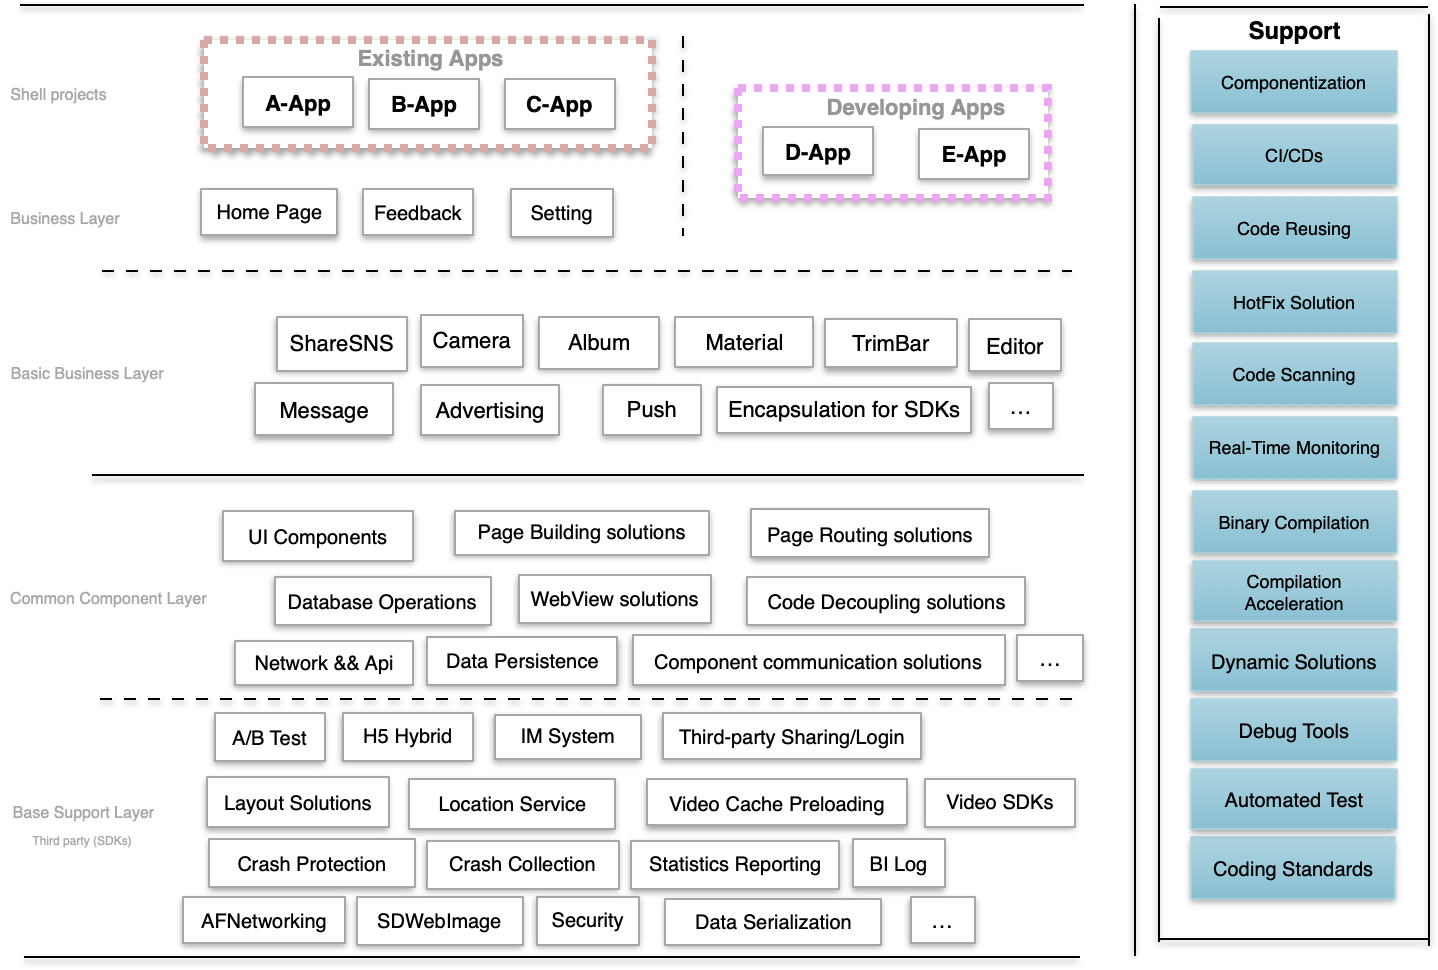 Existing Apps
Shell projects
A-App
B-App
C-App
Developing Apps
D-App
E-App
Business Layer
Home Page
Feedback
Setting
Basic Business Layer
ShareSNS
Camera
Album
Material
TrimBar
Editor
Message
Advertising
Push
Encapsulation for SDKs
...
Common Component Layer
UI Components
Page Building solutions
Page Routing solutions
Database Operations
WebView solutions
Code Decoupling solutions
Network && Api
Data Persistence
Component communication solutions
...
Base Support Layer
Third party (SDKs)
A/B Test
H5 Hybrid
IM System
Third-party Sharing/Login
Layout Solutions
Location Service
Video Cache Preloading
Video SDKs
Crash Protection
Crash Collection
Statistics Reporting
BI Log
AFNetworking
SDWebImage
Security
Data Serialization
...
Support
Componentization
CI/CDs
Code Reusing
HotFix Solution
Code Scanning
Real-Time Monitoring
Binary Compilation
Compilation
Acceleration
Dynamic Solutions
Debug Tools
Automated Test
Coding Standards